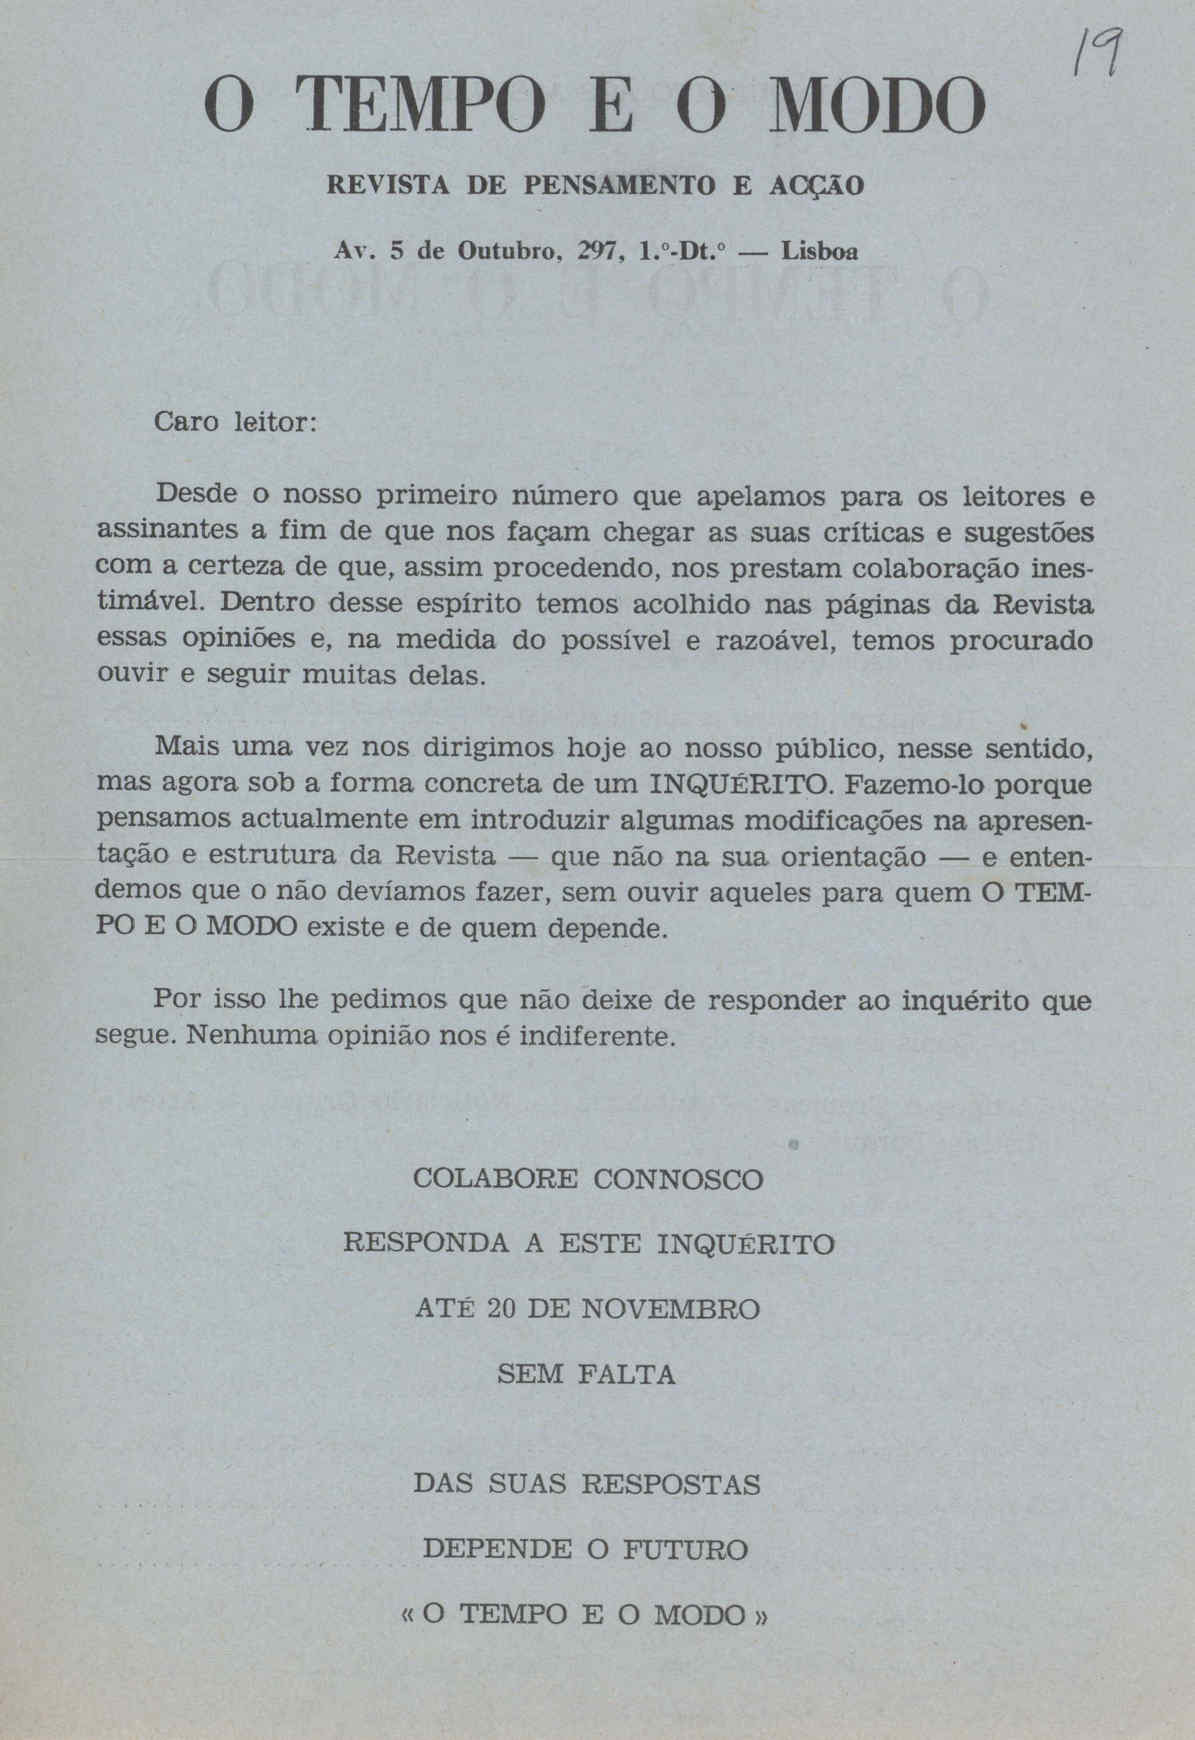 19
O TEMPO E O MODO
REVISTA DE PENSAMENTO E ACÇÃO
Av. 5 de Outubro, 297, 1.º-Dt.º — Lisboa
Caro leitor:
Desde o nosso primeiro número que apelamos para os leitores e
assinantes a fim de que nos façam chegar as suas críticas e sugestões
com a certeza de que, assim procedendo, nos prestam colaboração ines-
timável. Dentro desse espírito temos acolhido nas páginas da Revista
essas opiniões e, na medida do possível e razoável, temos procurado
ouvir e seguir muitas delas.
Mais uma vez nos dirigimos hoje ao nosso público, nesse sentido,
mas agora sob a forma concreta de um INQUÉRITO. Fazemo-lo porque
pensamos actualmente em introduzir algumas modificações na apresen-
tação e estrutura da Revista — que não na sua orientação — e enten-
demos que o não devíamos fazer, sem ouvir aqueles para quem O TEM-
PO E O MODO existe e de quem depende.
Por isso lhe pedimos que não deixe de responder ao inquérito que
segue. Nenhuma opinião nos é indiferente.
COLABORE CONNOSCO
RESPONDA A ESTE INQUÉRITO
ATÉ 20 DE NOVEMBRO
SEM FALTA
DAS SUAS RESPOSTAS
DEPENDE O FUTURO
« O TEMPO E O MODO »